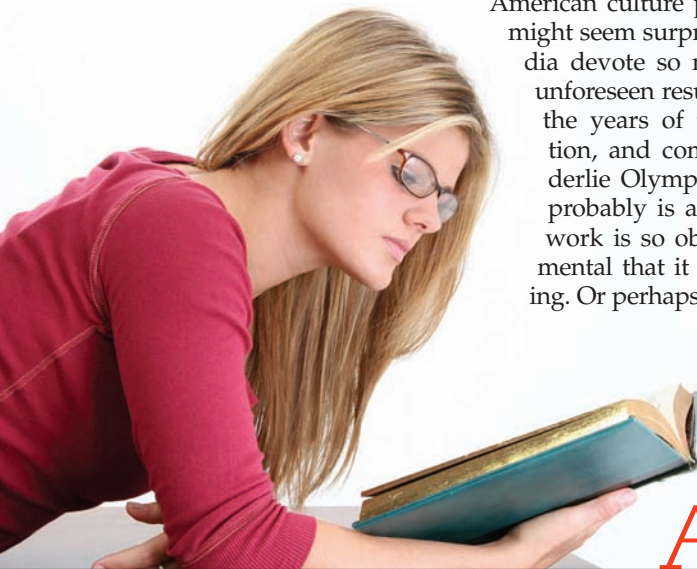 American culture p
might seem surpr
dia devote so
unforeseen resu
the years of
tion, and com
derlie Olymp
probably is a
work is so ob
mental that it
ing. Or perhaps
A